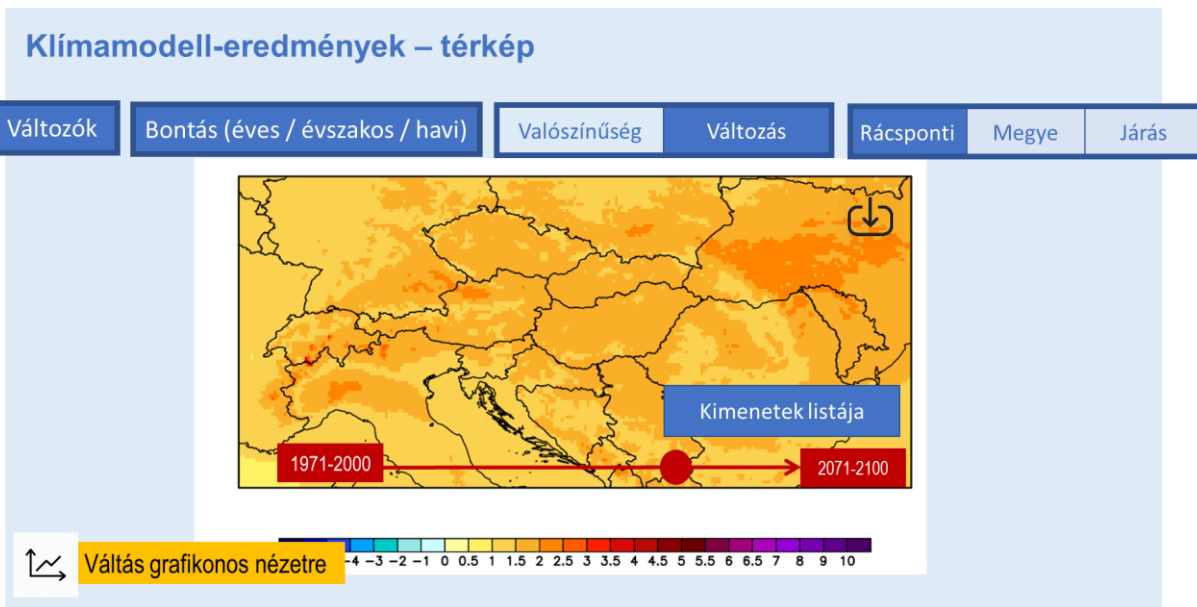 Klímamodell-eredmények – térkép
Változók
Bontás (éves / évszakos / havi)
Valószínűség
Változás
Rácsponti
Megye
Járás
Kimenetek listája
1971-2000
2071-2100
Váltás grafikonos nézetre
-4 -3 -2 -1 0 0.5 1 1.5 2 2.5 3 3.5 4 4.5 5 5.5 6 6.5 7 8 9 10